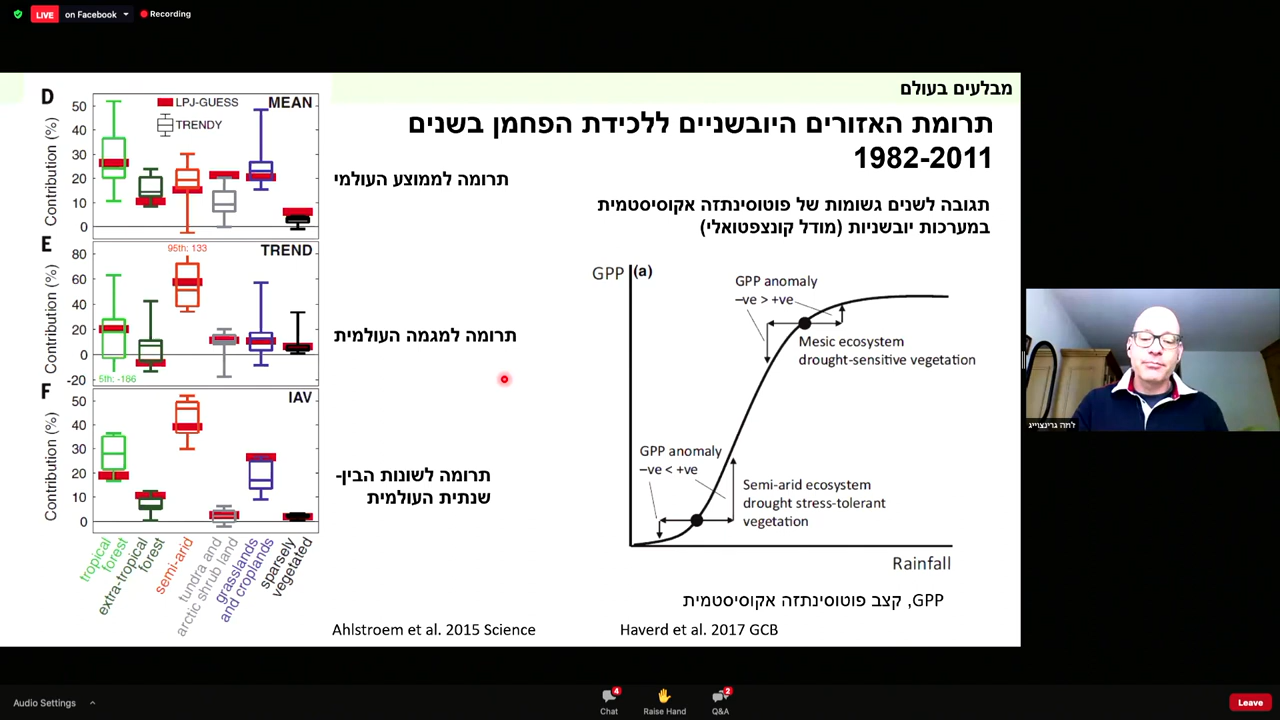 LIVE
on Facebook
Recording
מבלעים בעולם
תרומת האזורים היובשניים ללכידת הפחמן בשנים
1982-2011
תרומה לממוצע העולמי
תגובה לשנים גשומות של פוטוסינתזה אקוסיסטמית
במערכות יובשניות (מודל קונצפטואלי)
תרומה למגמה העולמית
תרומה לשונות הבין-
שנתית העולמית
D
MEAN
LPJ-GUESS
TRENDY
Contribution (%)
50
40
30
20
10
0
E
TREND
95th: 133
Contribution (%)
80
60
40
20
0
-20
5th: -186
F
IAV
Contribution (%)
50
40
30
20
10
0
tropical
forest
extra-tropical
forest
semi-arid
tundra and
arctic shrub land
grasslands
and croplands
sparsely
vegetated
GPP
(a)
GPP anomaly
–ve > +ve
Mesic ecosystem
drought-sensitive vegetation
GPP anomaly
–ve < +ve
Semi-arid ecosystem
drought stress-tolerant
vegetation
Rainfall
GPP, קצב פוטוסינתזה אקוסיסטמית
Ahlstroem et al. 2015 Science
Haverd et al. 2017 GCB
גרינצוייג
Audio Settings
4
Chat
Raise Hand
2
Q&A
Leave